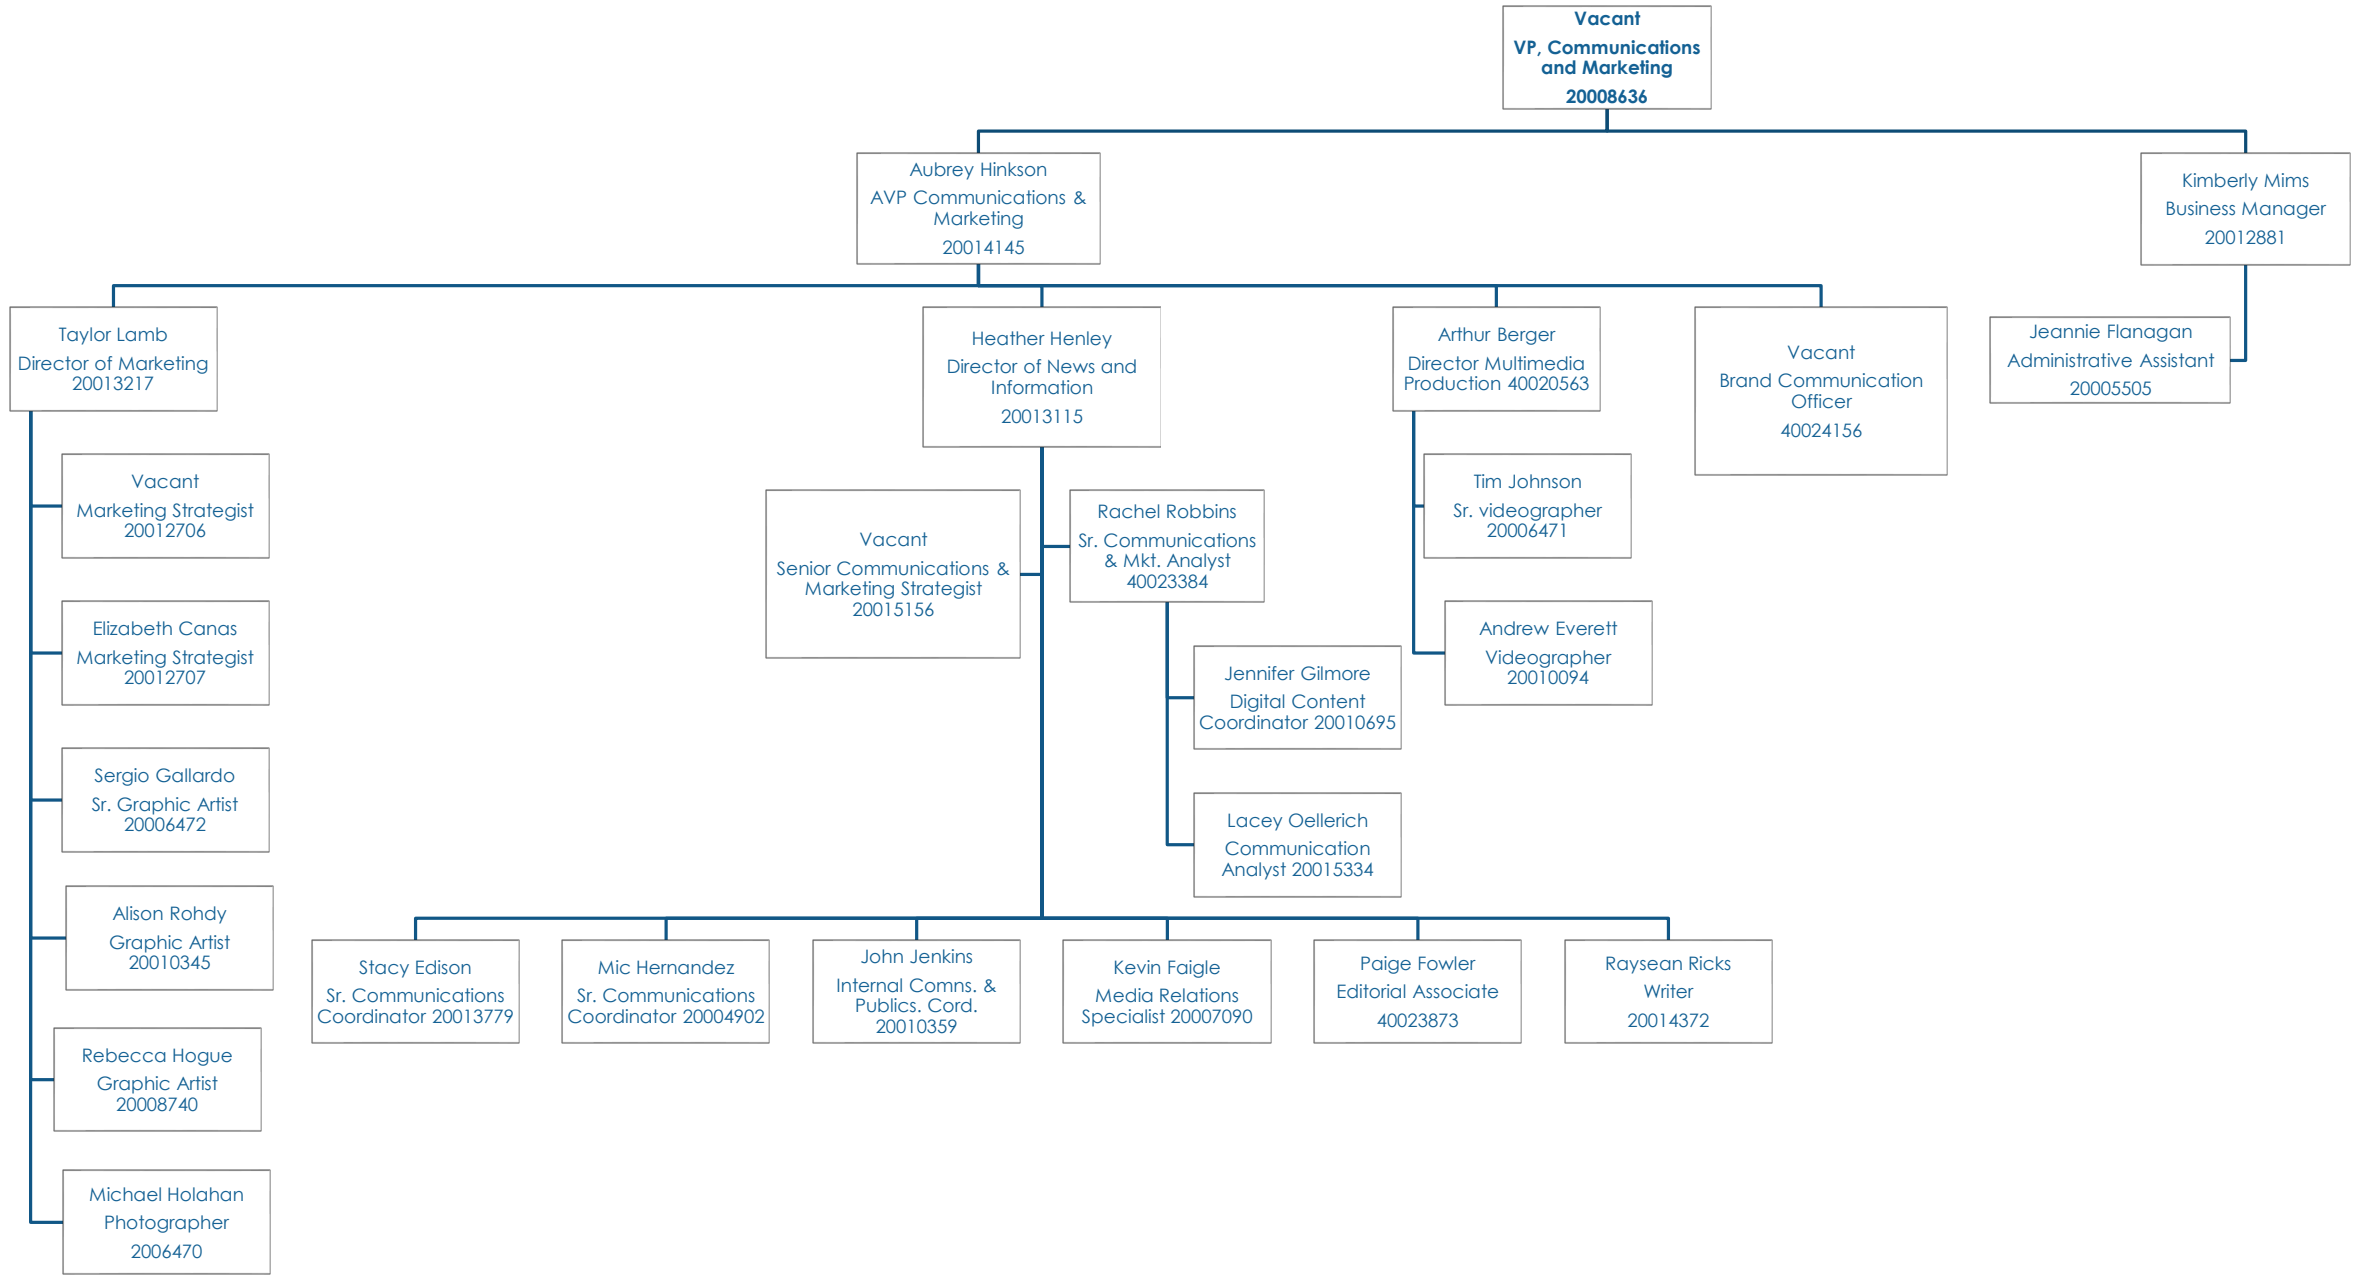 Vacant
VP, Communications
and Marketing
20008636
Aubrey Hinkson
AVP Communications &
Marketing
20014145
Kimberly Mims
Business Manager
20012881
Taylor Lamb
Director of Marketing
20013217
Heather Henley
Director of News and
Information
20013115
Arthur Berger
Director Multimedia
Production 40020563
Vacant
Brand Communication
Officer
40024156
Jeannie Flanagan
Administrative Assistant
20005505
Vacant
Marketing Strategist
20012706
Elizabeth Canas
Marketing Strategist
20012707
Sergio Gallardo
Sr. Graphic Artist
20006472
Alison Rohdy
Graphic Artist
20010345
Rebecca Hogue
Graphic Artist
20008740
Michael Holahan
Photographer
2006470
Vacant
Senior Communications &
Marketing Strategist
20015156
Rachel Robbins
Sr. Communications
& Mkt. Analyst
40023384
Jennifer Gilmore
Digital Content
Coordinator 20010695
Lacey Oellerich
Communication
Analyst 20015334
Tim Johnson
Sr. videographer
20006471
Andrew Everett
Videographer
20010094
Stacy Edison
Sr. Communications
Coordinator 20013779
Mic Hernandez
Sr. Communications
Coordinator 20004902
John Jenkins
Internal Comns. &
Publics. Cord.
20010359
Kevin Faigle
Media Relations
Specialist 20007090
Paige Fowler
Editorial Associate
40023873
Raysean Ricks
Writer
20014372